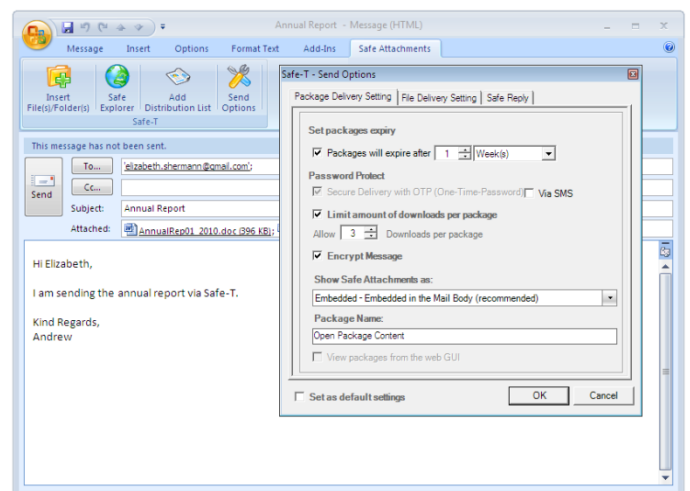 Annual Report - Message (HTML)
Message Insert Options Format Text Add-Ins Safe Attachments
Insert File(s)/Folder(s)
Safe Explorer
Add Distribution List
Send Options
Safe-T
This message has not been sent.
Send
To... 'elizabeth.shermann@gmail.com';
Cc...
Subject: Annual Report
Attached: AnnualRep01_2010.doc (396 KB);
Hi Elizabeth,
I am sending the annual report via Safe-T.
Kind Regards,
Andrew
Safe-T - Send Options
Package Delivery Setting File Delivery Setting Safe Reply
Set packages expiry
Packages will expire after 1 Week(s)
Password Protect
Secure Delivery with OTP (One-Time-Password) Via SMS
Limit amount of downloads per package
Allow 3 Downloads per package
Encrypt Message
Show Safe Attachments as:
Embedded - Embedded in the Mail Body (recommended)
Package Name:
Open Package Content
View packages from the web GUI
Set as default settings OK Cancel